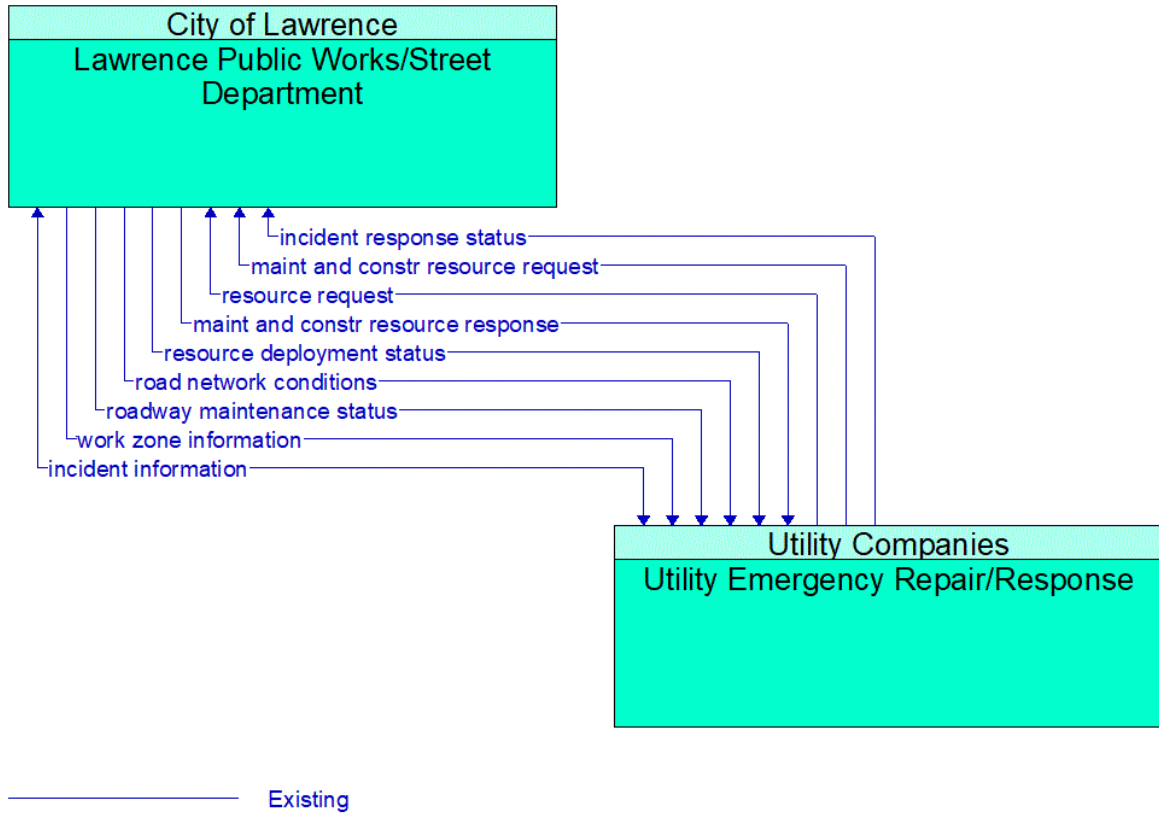 City of Lawrence
Lawrence Public Works/Street
Department
incident response status
maint and constr resource request
resource request
maint and constr resource response
resource deployment status
road network conditions
roadway maintenance status
work zone information
incident information
Utility Companies
Utility Emergency Repair/Response
Existing